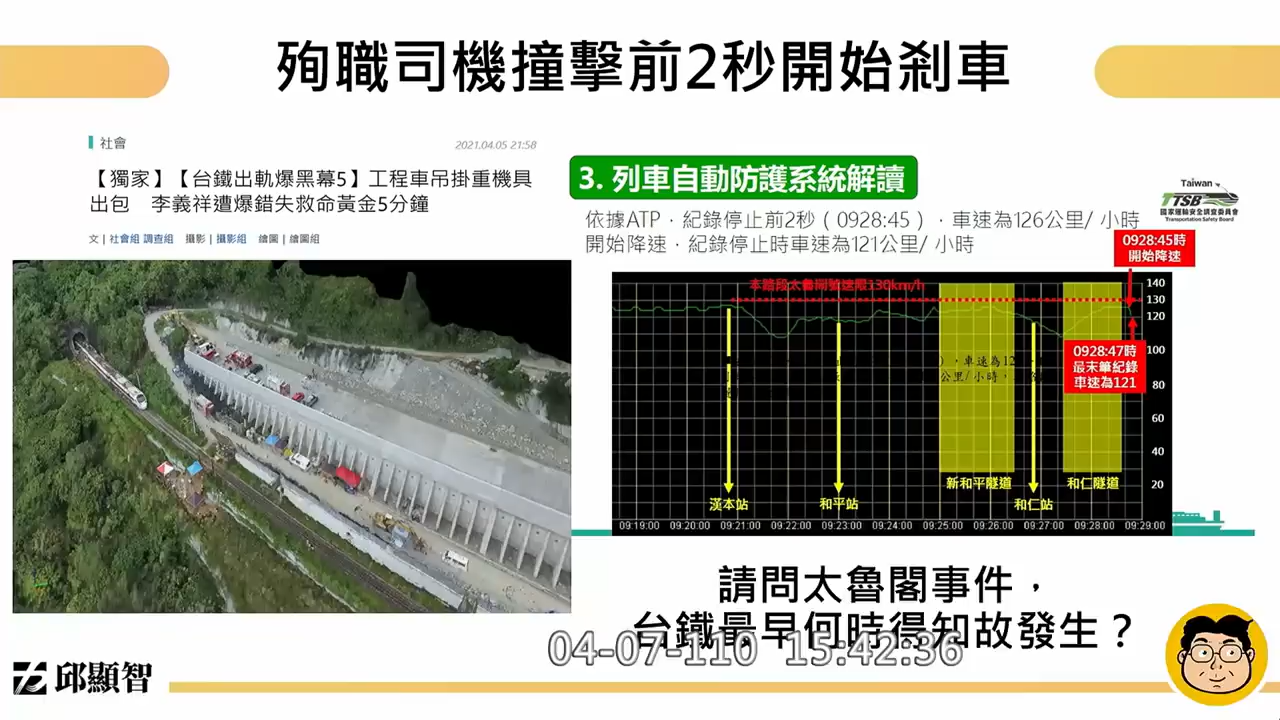 殉職司機撞擊前2秒開始剎車
社會
2021.04.05 21:58
【獨家】【台鐵出軌爆黑幕5】工程車吊掛重機具
出包 李義祥遭爆錯失救命黃金5分鐘
文 | 社會組 調查組 攝影 | 攝影組 繪圖 | 繪圖組
3. 列車自動防護系統解讀
Taiwan
TTSB
國家運輸安全調查委員會
Transportation Safety Board
依據ATP，紀錄停止前2秒（0928:45），車速為126公里/ 小時
開始降速，紀錄停止時車速為121公里/ 小時
0928:45時
開始降速
本路段太魯閣號速限130km/h
140
130
120
100
80
60
40
20
，車速為12
公里/ 小時，
0928:47時
最末筆紀錄
車速為121
漢本站
和平站
新和平隧道
和仁站
和仁隧道
09:19:00 09:20:00 09:21:00 09:22:00 09:23:00 09:24:00 09:25:00 09:26:00 09:27:00 09:28:00 09:29:00
請問太魯閣事件，
台鐵最早何時得知故發生？
04-07-110 15:42:36
邱顯智